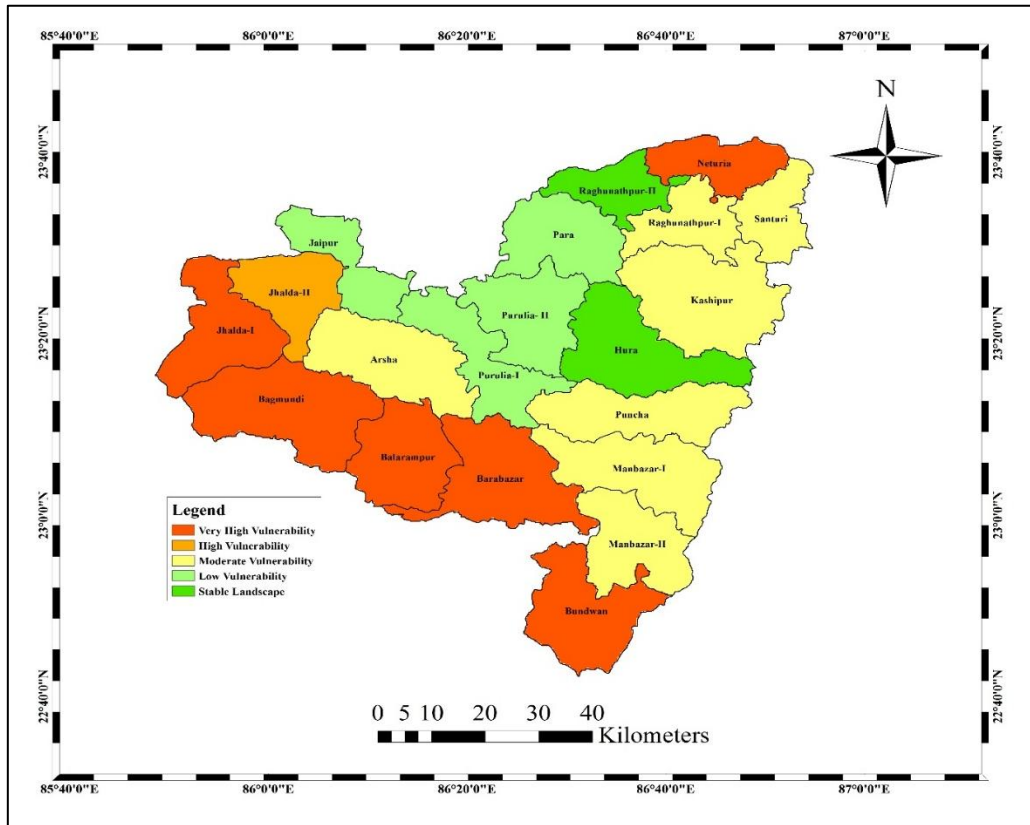 85°40'0"E 86°0'0"E 86°20'0"E 86°40'0"E 87°0'0"E
N
23°40'0"N 23°40'0"N
Neturia
Raghunathpur-II
Santuri
Raghunathpur-I
Para
Jaipur
Jhalda-II
Kashipur
Purulia- II
23°20'0"N 23°20'0"N
Jhalda-I
Hura
Arsha
Purulia-I
Bagmundi
Puncha
Balarampur
Manbazar-I
Barabazar
Legend
23°0'0"N 23°0'0"N
Very High Vulnerability
High Vulnerability
Manbazar-II
Moderate Vulnerability
Low Vulnerability
Stable Landscape
Bundwan
22°40'0"N 22°40'0"N
0 5 10 20 30 40
Kilometers
85°40'0"E 86°0'0"E 86°20'0"E 86°40'0"E 87°0'0"E